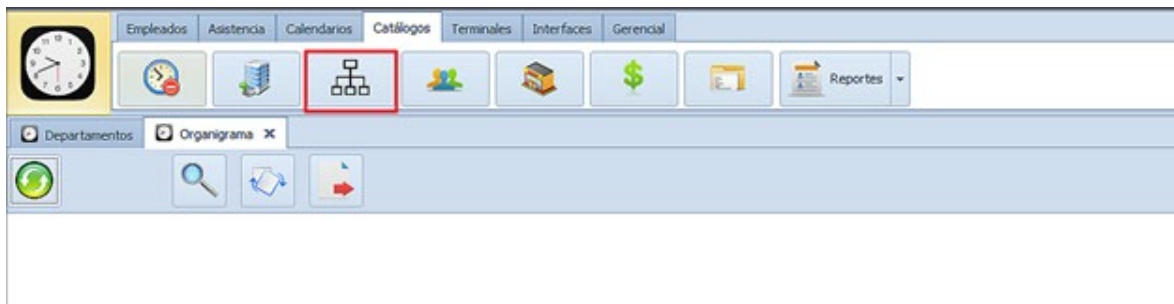 Empleados Asistencia Calendarios Catálogos Terminales Interfaces Gerencial
Reportes
Departamentos Organigrama